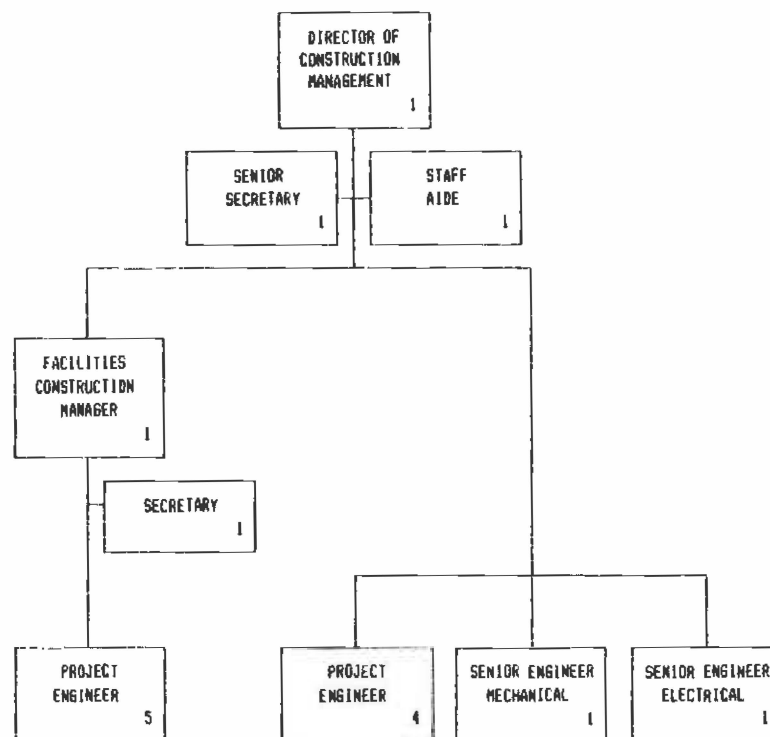 DIRECTOR OF
CONSTRUCTION
MANAGEMENT
1
SENIOR
SECRETARY
1
STAFF
AIDE
1
FACILITIES
CONSTRUCTION
MANAGER
1
SECRETARY
1
PROJECT
ENGINEER
5
PROJECT
ENGINEER
4
SENIOR ENGINEER
MECHANICAL
1
SENIOR ENGINEER
ELECTRICAL
1